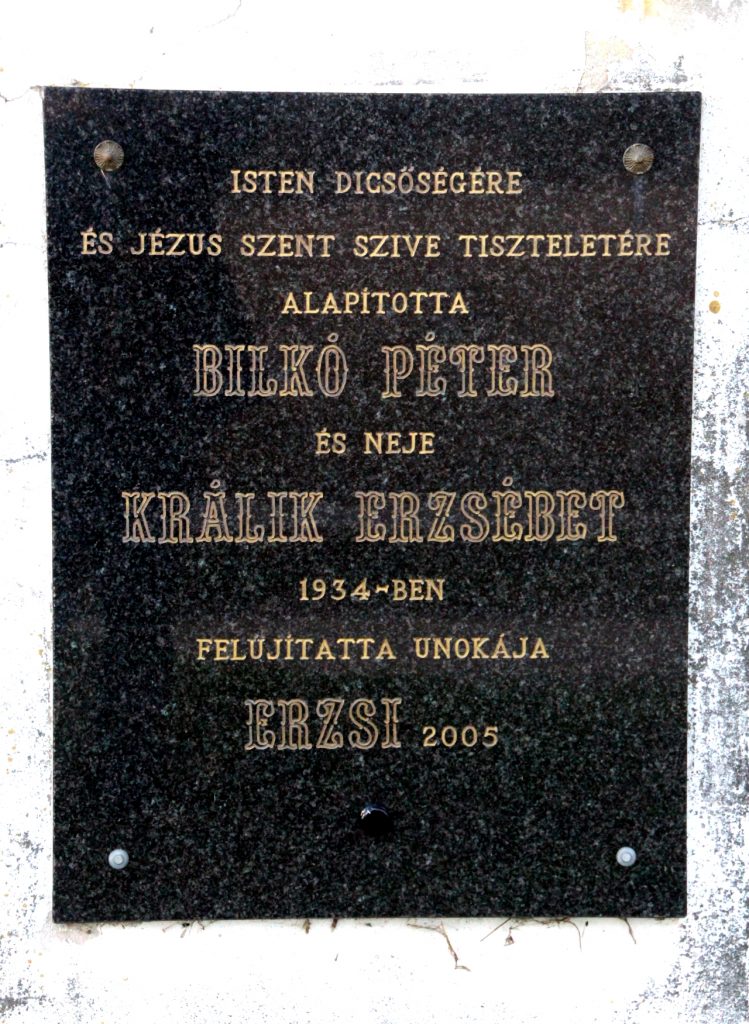 ISTEN DICSŐSÉGÉRE
ÉS JÉZUS SZENT SZIVE TISZTELETÉRE
ALAPÍTOTTA
BILKÓ PÉTER
ÉS NEJE
KRÁLIK ERZSÉBET
1934-BEN
FELÚJÍTATTA UNOKÁJA
ERZSI 2005